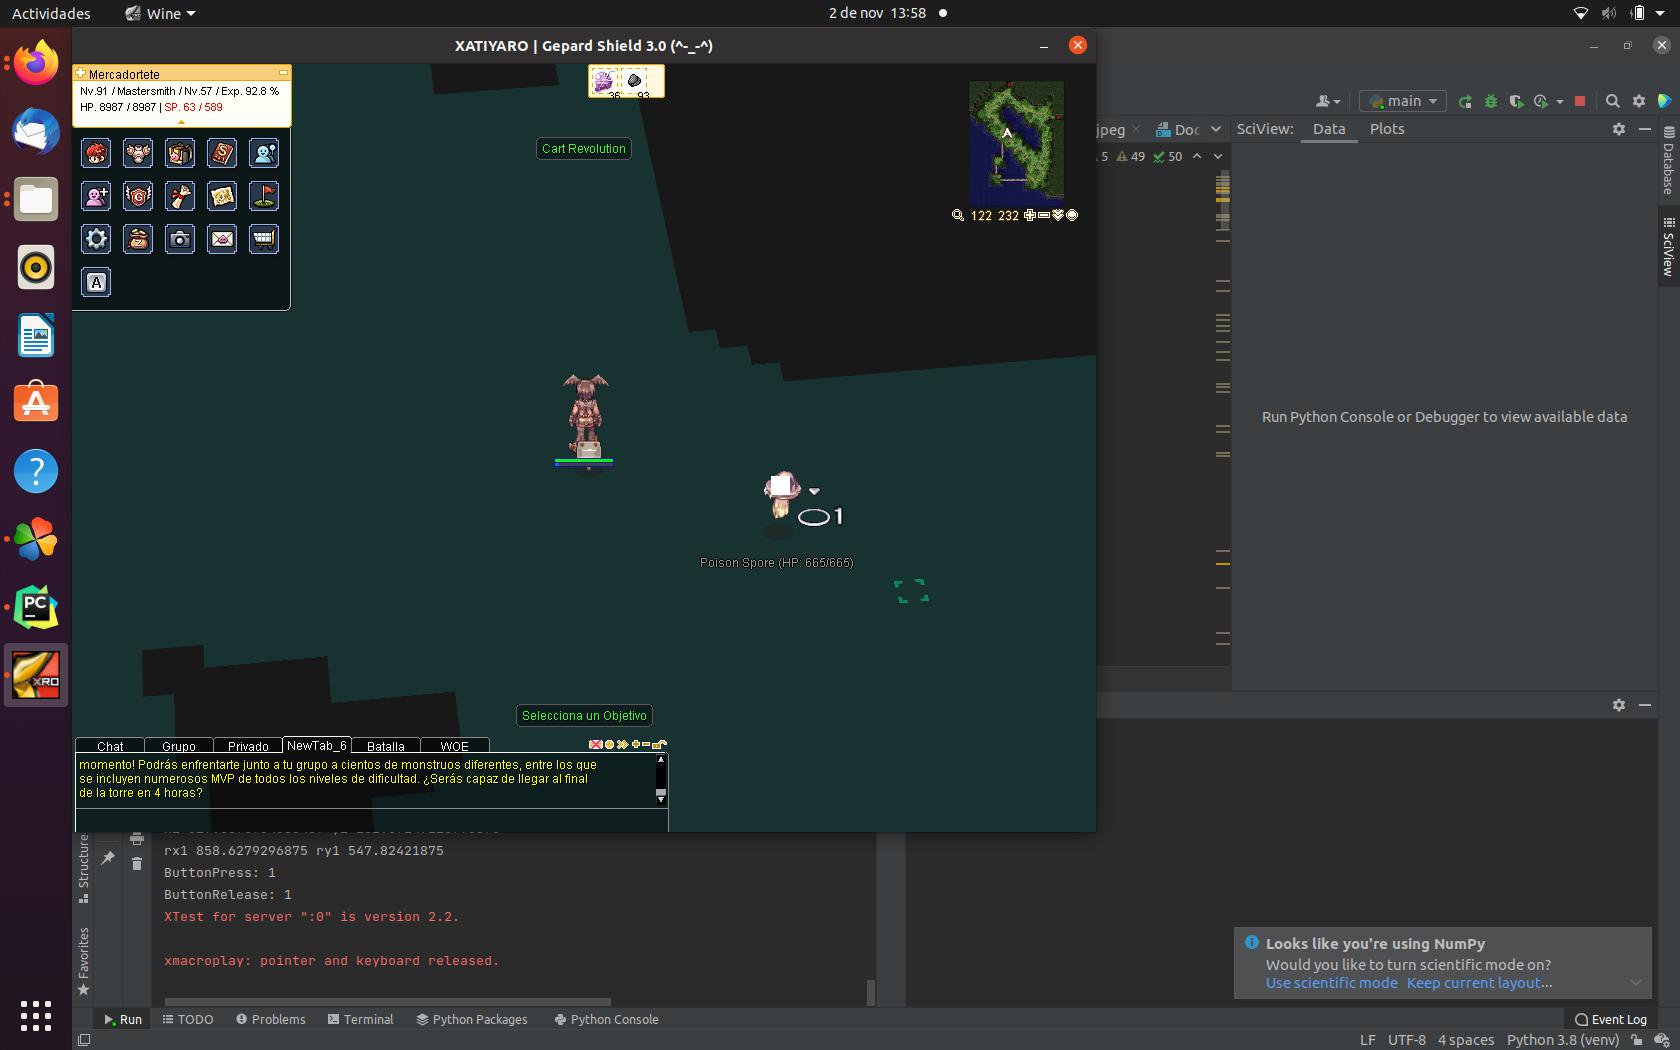 Actividades
Wine
2 de nov 13:58
XATIYARO | Gepard Shield 3.0 (^-_-^)
Mercadortete
Nv.91 / Mastersmith / Nv.57 / Exp. 92.8 %
HP. 8987 / 8987 | SP. 63 / 589
36
93
Cart Revolution
122 232
main
jpeg
Doc
SciView:
Data
Plots
5
49
50
Database
SciView
Run Python Console or Debugger to view available data
1
Poison Spore (HP: 665/665)
Selecciona un Objetivo
Chat
Grupo
Privado
NewTab_6
Batalla
WOE
momento! Podrás enfrentarte junto a tu grupo a cientos de monstruos diferentes, entre los que
se incluyen numerosos MVP de todos los niveles de dificultad. ¿Serás capaz de llegar al final
de la torre en 4 horas?
rx1 858.6279296875 ry1 547.82421875
ButtonPress: 1
ButtonRelease: 1
XTest for server ":0" is version 2.2.
xmacroplay: pointer and keyboard released.
Structure
Favorites
XRO
PC
G
S
A
Looks like you're using NumPy
Would you like to turn scientific mode on?
Use scientific mode Keep current layout...
Run
TODO
Problems
Terminal
Python Packages
Python Console
Event Log
LF UTF-8 4 spaces Python 3.8 (venv)